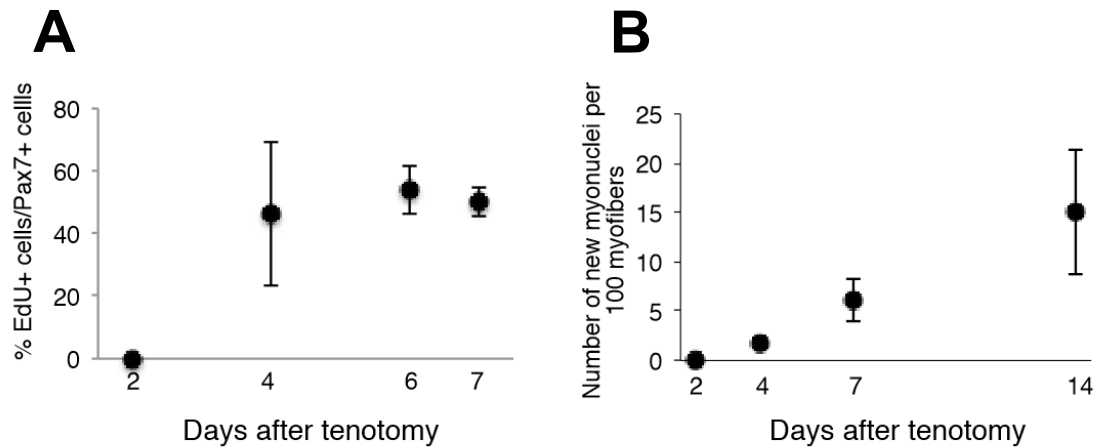 A
% EdU+ cells/Pax7+ cellls
80
60
40
20
0
2 4 6 7
Days after tenotomy
B
Number of new myonuclei per
100 myofibers
25
20
15
10
5
0
2 4 7 14
Days after tenotomy